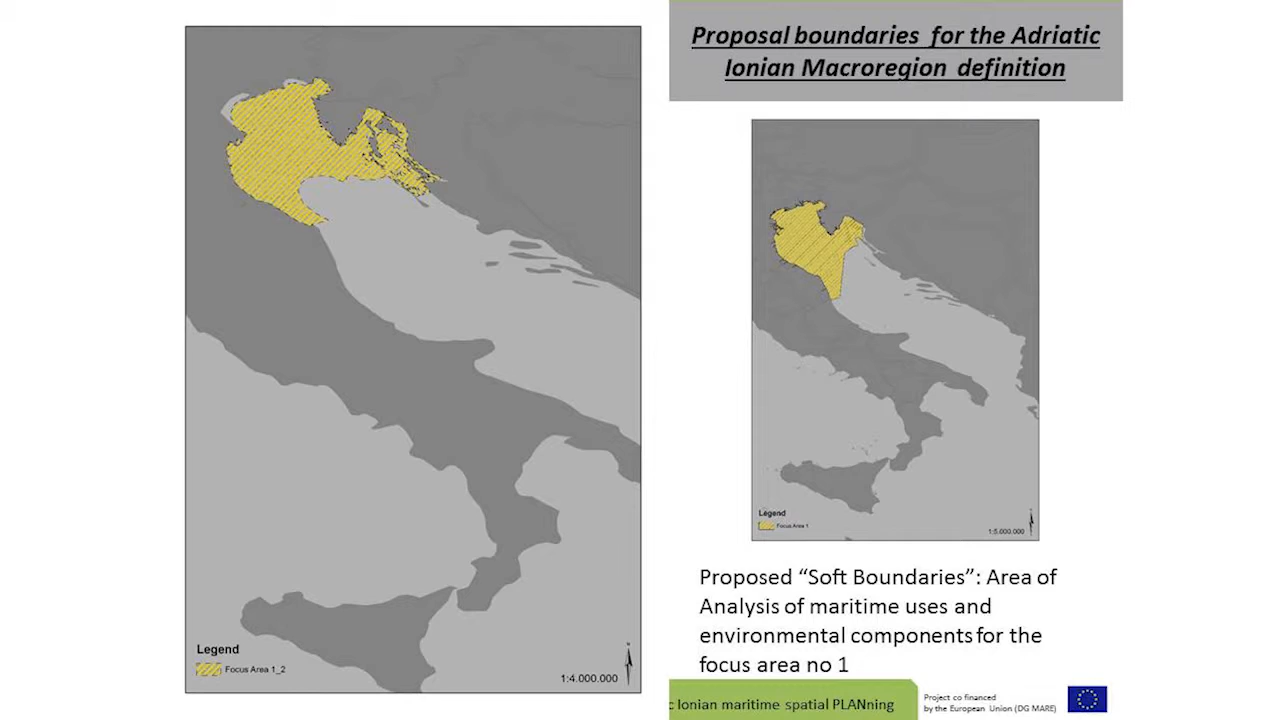 Proposal boundaries for the Adriatic
Ionian Macroregion definition
Legend
Focus Area 1_2
1:4.000.000
Legend
Focus Area 1
1:5.000.000
Proposed “Soft Boundaries”: Area of
Analysis of maritime uses and
environmental components for the
focus area no 1
c Ionian maritime spatial PLANning
Project co financed
by the European Union (DG MARE)